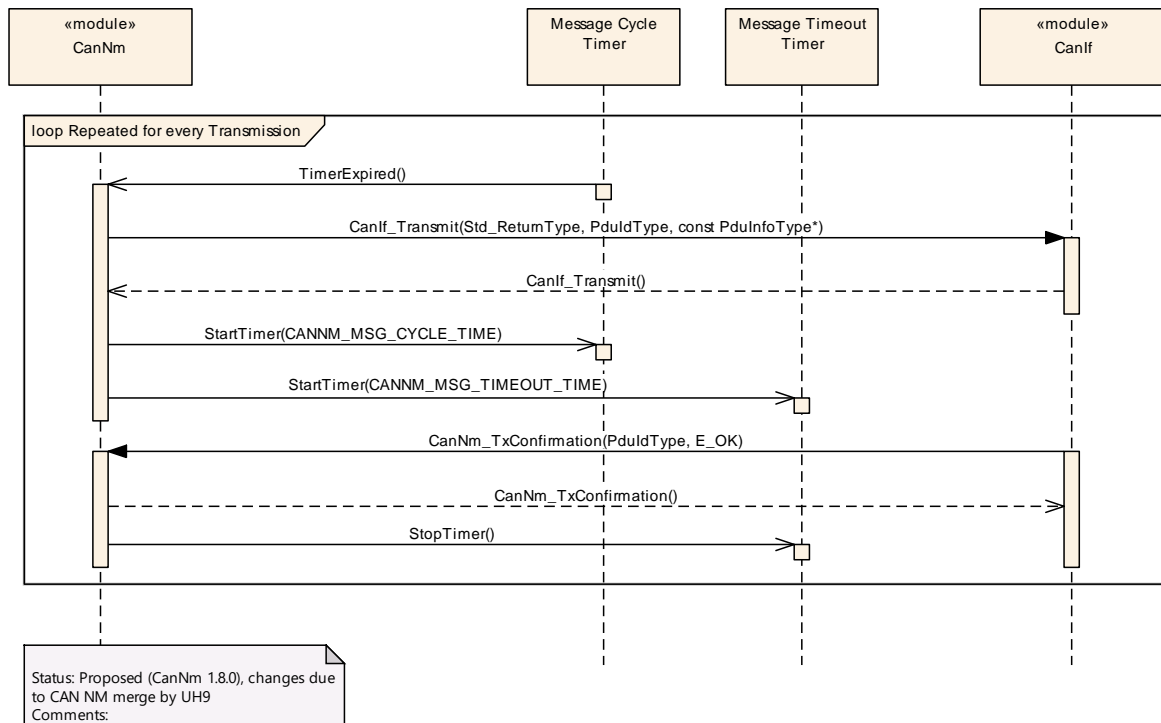 «module»
CanNm
Message Cycle
Timer
Message Timeout
Timer
«module»
CanIf
loop Repeated for every Transmission
TimerExpired()
CanIf_Transmit(Std_ReturnType, PduIdType, const PduInfoType*)
CanIf_Transmit()
StartTimer(CANNM_MSG_CYCLE_TIME)
StartTimer(CANNM_MSG_TIMEOUT_TIME)
CanNm_TxConfirmation(PduIdType, E_OK)
CanNm_TxConfirmation()
StopTimer()
Status: Proposed (CanNm 1.8.0), changes due
to CAN NM merge by UH9
Comments: